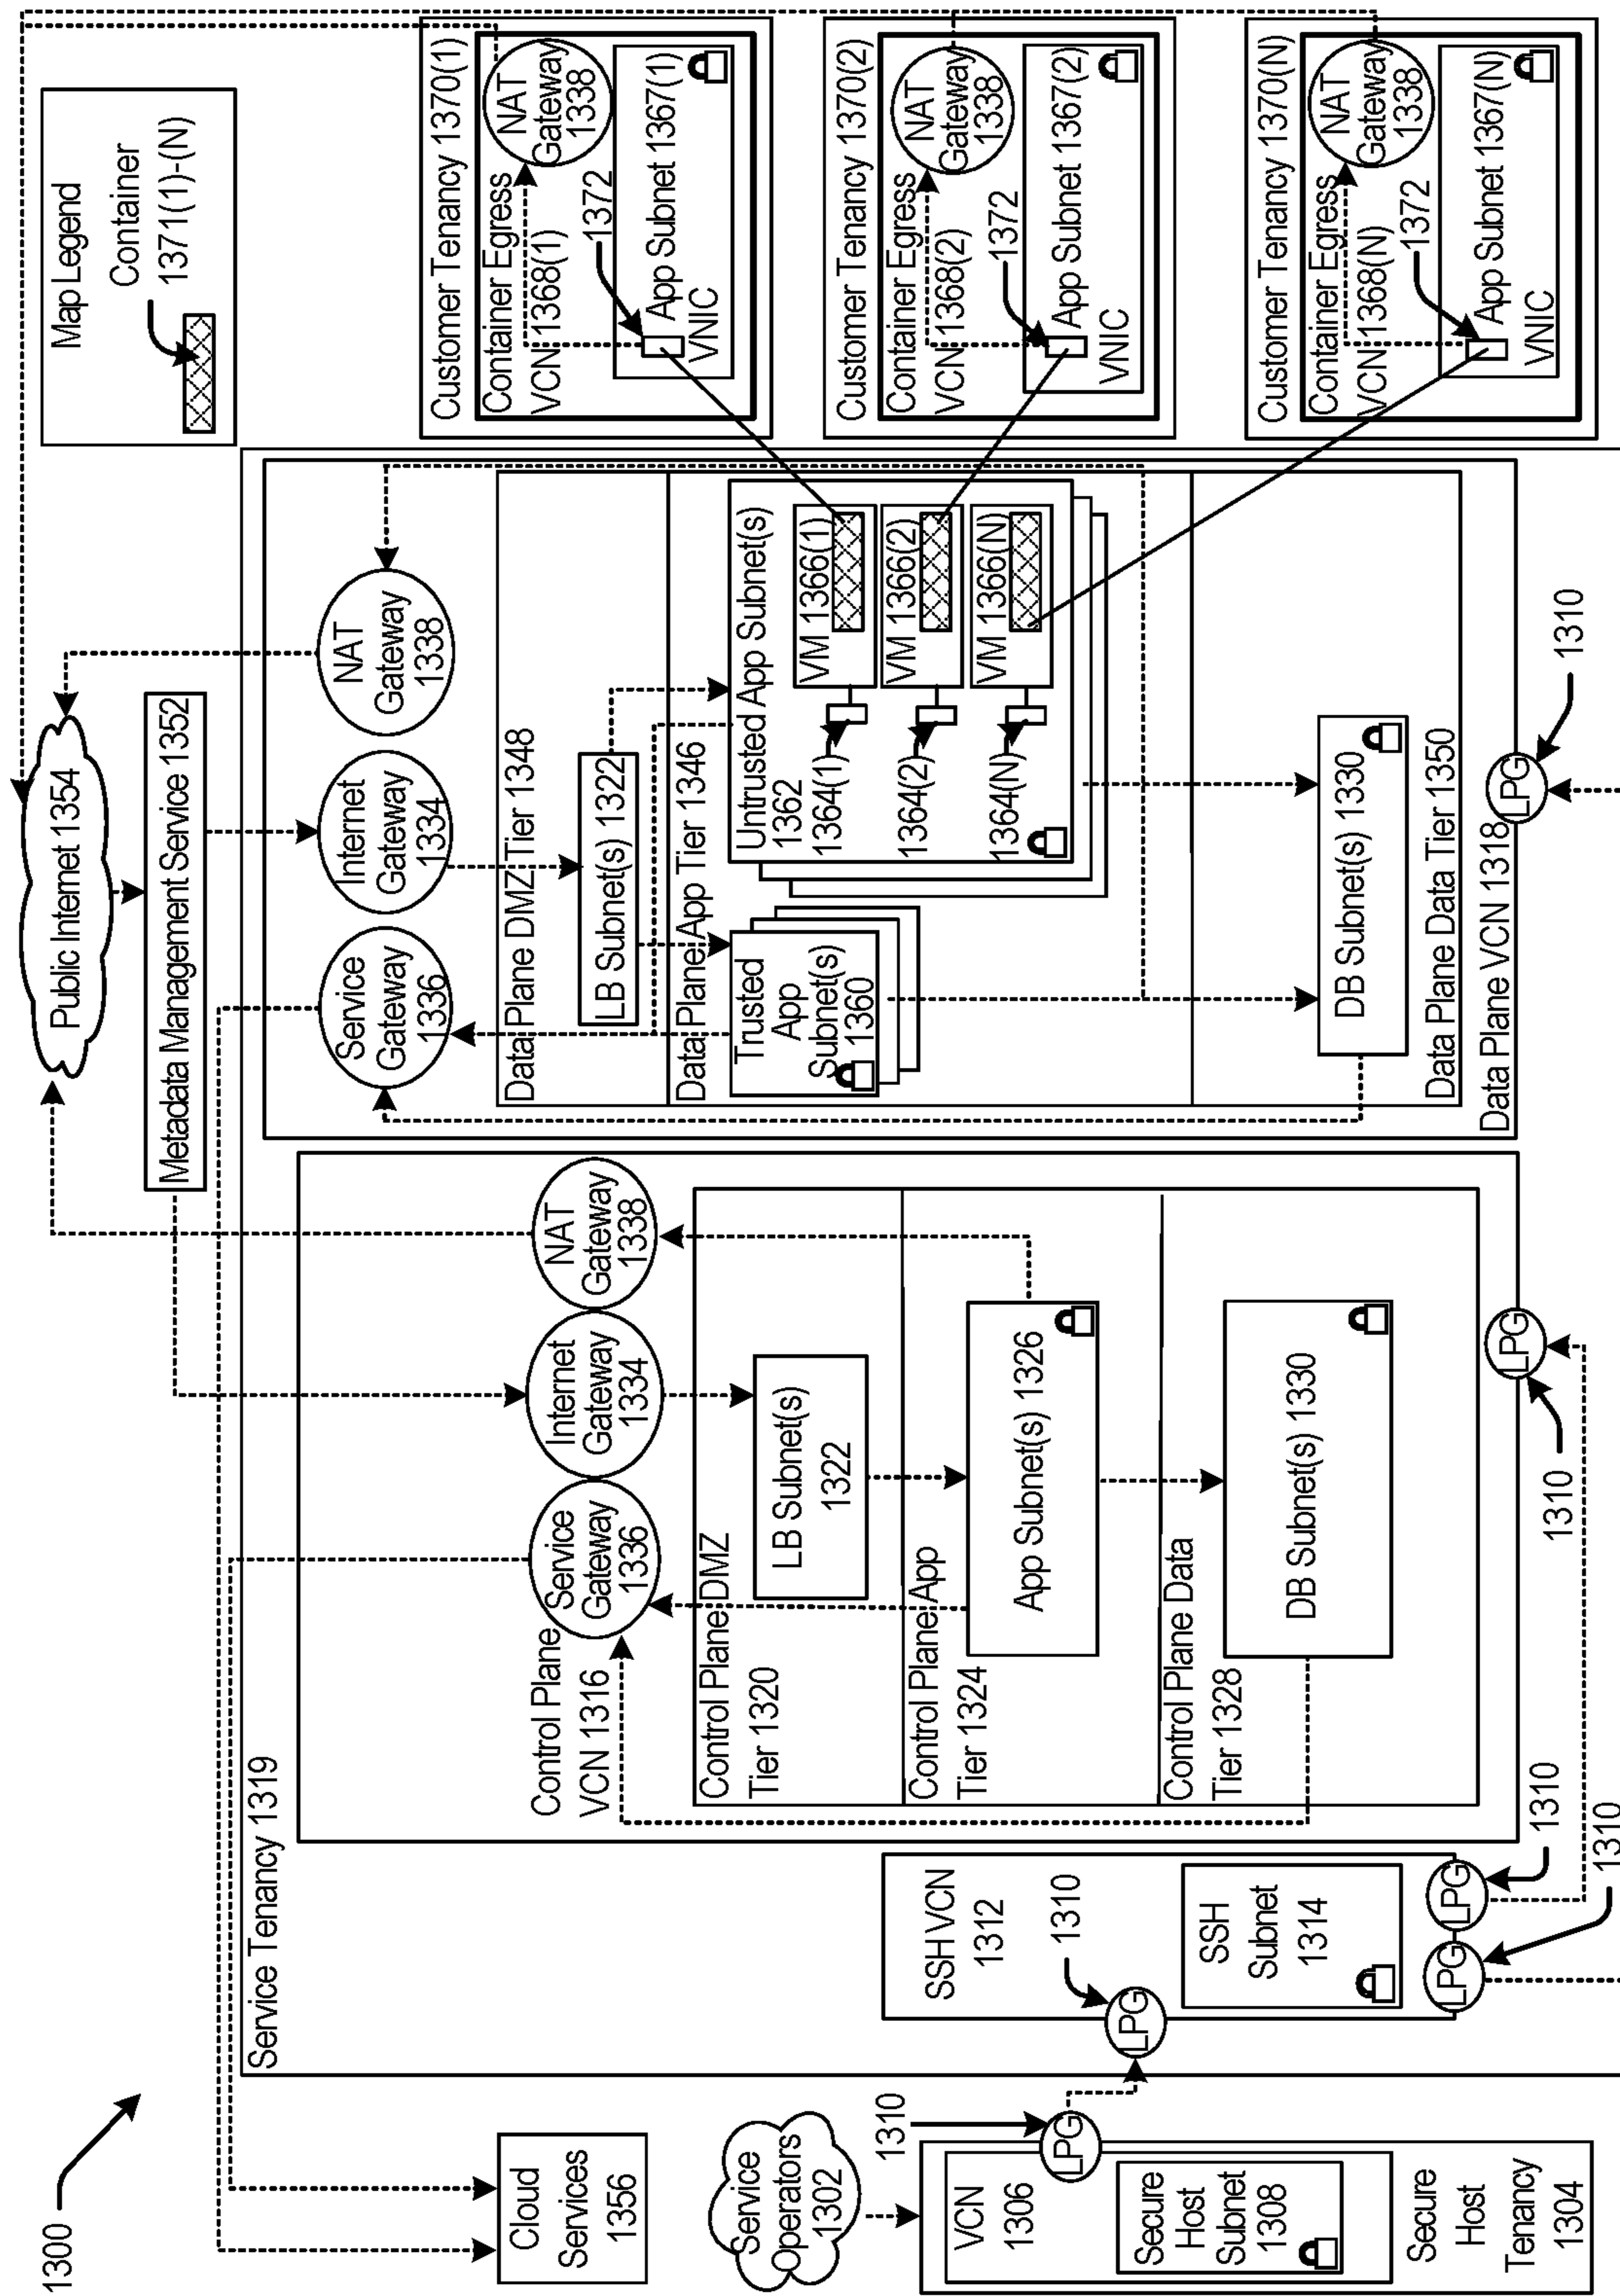 1300
Cloud
Services
1356
Service
Operators
1302
1310
LPG
VCN
1306
Secure
Host
Subnet
1308
Secure
Host
Tenancy
1304
Service Tenancy 1319
SSH VCN
1312
1310
LPG
SSH
Subnet
1314
LPG
LPG
1310
1310
Control Plane
VCN 1316
Service
Gateway
1336
Internet
Gateway
1334
NAT
Gateway
1338
Control Plane DMZ
Tier 1320
LB Subnet(s)
1322
Control Plane App
Tier 1324
App Subnet(s) 1326
Control Plane Data
Tier 1328
DB Subnet(s) 1330
LPG
1310
Public Internet 1354
Metadata Management Service 1352
Service
Gateway
1336
Internet
Gateway
1334
NAT
Gateway
1338
Data Plane DMZ Tier 1348
LB Subnet(s) 1322
Data Plane App Tier 1346
Trusted
App
Subnet(s)
1360
Untrusted App Subnet(s)
1362
1364(1)
VM 1366(1)
1364(2)
VM 1366(2)
1364(N)
VM 1366(N)
DB Subnet(s) 1330
Data Plane Data Tier 1350
Data Plane VCN 1318
LPG
1310
Map Legend
Container
1371(1)-(N)
Customer Tenancy 1370(1)
Container Egress
VCN 1368(1)
NAT
Gateway
1338
1372
App Subnet 1367(1)
VNIC
Customer Tenancy 1370(2)
Container Egress
VCN 1368(2)
NAT
Gateway
1338
1372
App Subnet 1367(2)
VNIC
Customer Tenancy 1370(N)
Container Egress
VCN 1368(N)
NAT
Gateway
1338
1372
App Subnet 1367(N)
VNIC